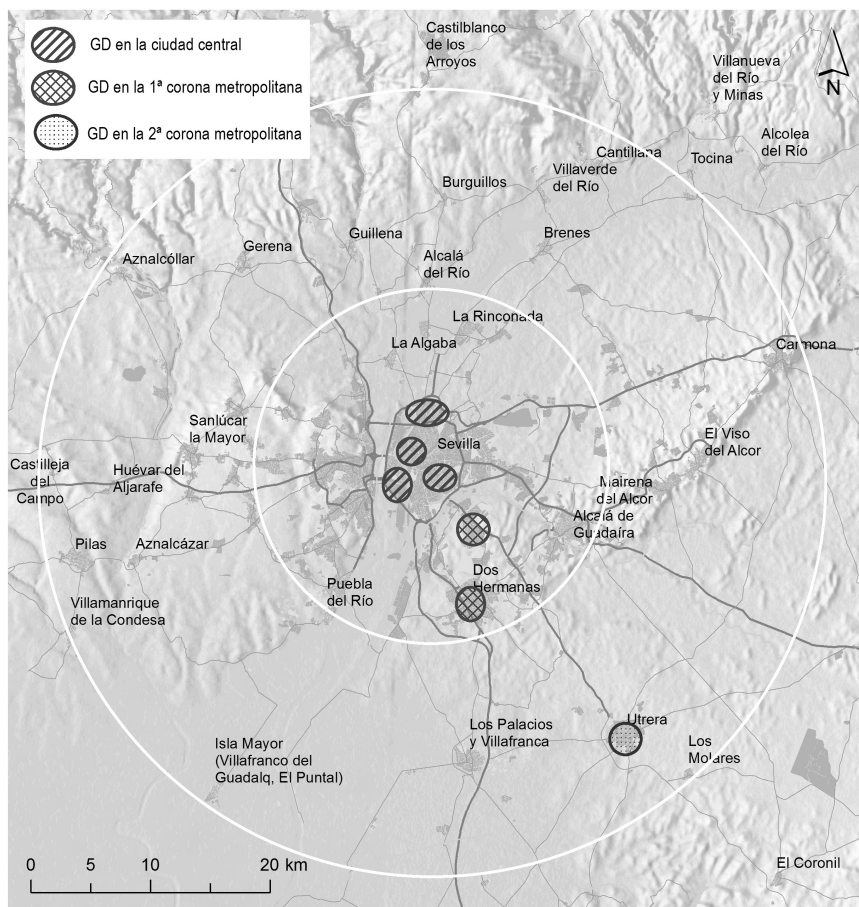 GD en la ciudad central
GD en la 1ª corona metropolitana
GD en la 2ª corona metropolitana
Castilblanco
de los
Arroyos
Villanueva
del Río
y Minas
N
Alcolea
del Río
Cantillana
Tocina
Villaverde
del Río
Burguillos
Guillena
Brenes
Gerena
Aznalcóllar
Alcalá
del Río
La Rinconada
La Algaba
Carmona
Sanlúcar
la Mayor
Sevilla
El Viso
del Alcor
Castilleja
del
Campo
Huévar del
Aljarafe
Mairena
del Alcor
Alcalá de
Guadaíra
Pilas
Aznalcázar
Dos
Hermanas
Puebla
del Río
Villamanrique
de la Condesa
Utrera
Los Palacios
y Villafranca
Los
Molares
Isla Mayor
(Villafranco del
Guadalq, El Puntal)
El Coronil
0 5 10 20 km